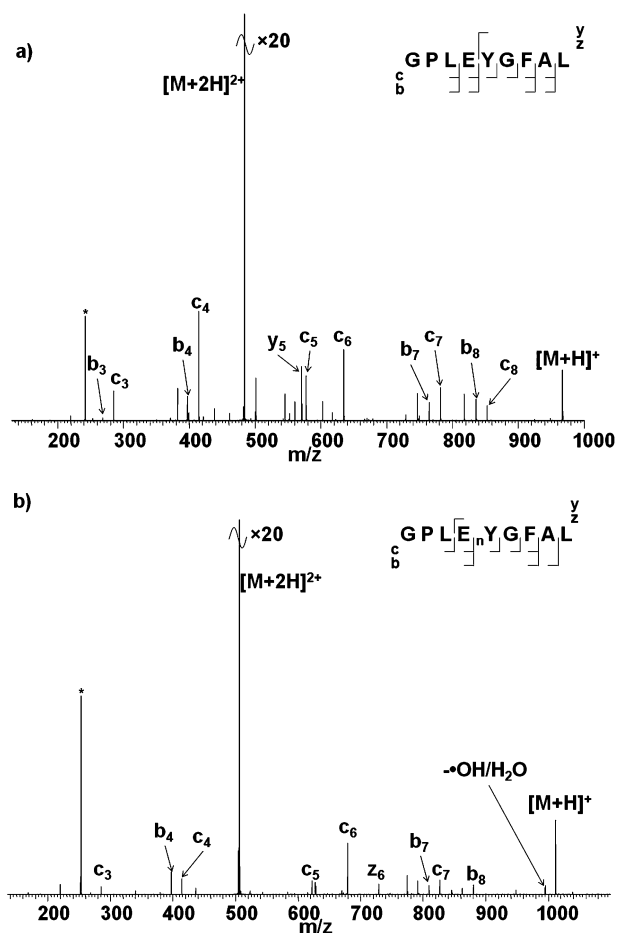 a)
×20
[M+2H]²⁺
y
z
GPLEYGFAL
c
b
*
b₃
c₃
b₄
c₄
y₅
c₅
c₆
b₇
c₇
b₈
c₈
[M+H]⁺
200 300 400 500 600 700 800 900 1000
m/z
b)
×20
[M+2H]²⁺
y
z
GPLEₙYGFAL
c
b
*
c₃
b₄
c₄
c₅
c₆
z₆
b₇
c₇
b₈
-•OH/H₂O
[M+H]⁺
200 300 400 500 600 700 800 900 1000
m/z